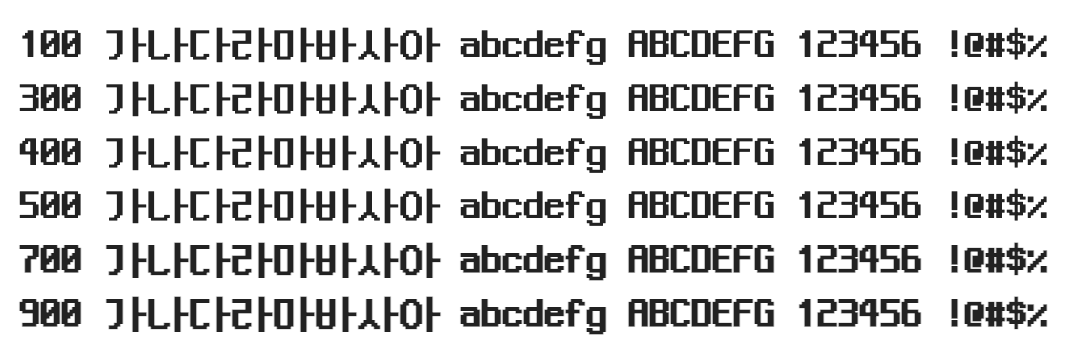 100 가나다라마바사아 abcdefg ABCDEFG 123456 !@#$%
300 가나다라마바사아 abcdefg ABCDEFG 123456 !@#$%
400 가나다라마바사아 abcdefg ABCDEFG 123456 !@#$%
500 가나다라마바사아 abcdefg ABCDEFG 123456 !@#$%
700 가나다라마바사아 abcdefg ABCDEFG 123456 !@#$%
900 가나다라마바사아 abcdefg ABCDEFG 123456 !@#$%